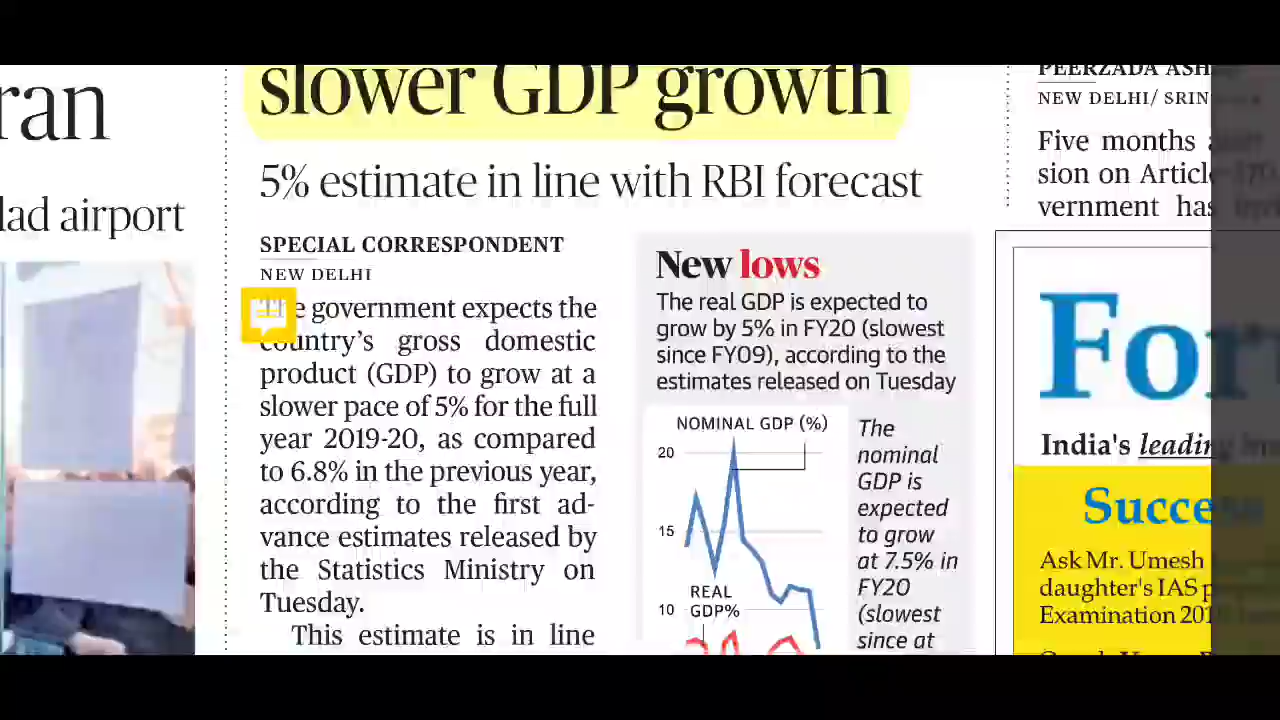 ran
lad airport
slower GDP growth
5% estimate in line with RBI forecast
SPECIAL CORRESPONDENT
NEW DELHI
The government expects the
country's gross domestic
product (GDP) to grow at a
slower pace of 5% for the full
year 2019-20, as compared
to 6.8% in the previous year,
according to the first ad-
vance estimates released by
the Statistics Ministry on
Tuesday.
This estimate is in line
New lows
The real GDP is expected to
grow by 5% in FY20 (slowest
since FY09), according to the
estimates released on Tuesday
NOMINAL GDP (%)
20
15
10
REAL
GDP%
The
nominal
GDP is
expected
to grow
at 7.5% in
FY20
(slowest
since at
PEERZADA ASH
NEW DELHI/ SRIN
Five months
sion on Article 370
vernment has
For
India's leading
Success
Ask Mr. Umesh
daughter's IAS p
Examination 201